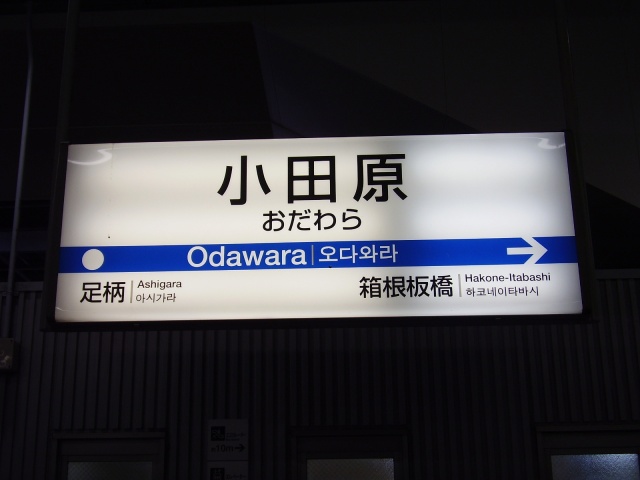 小田原
おだわら
Odawara 오다와라
足柄 Ashigara 아시가라
箱根板橋 Hakone-Itabashi 하코네이타바시